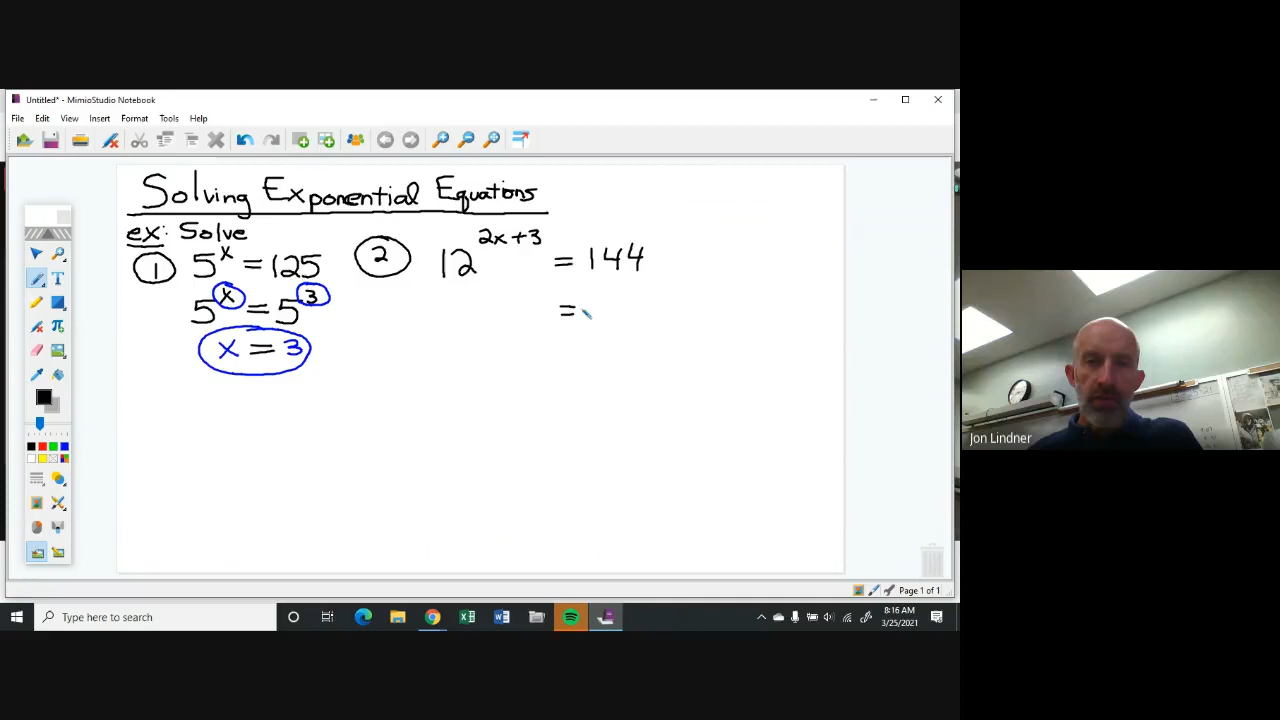 Untitled* - MimioStudio Notebook
File Edit View Insert Format Tools Help
Solving Exponential Equations
ex: Solve
① 5^x = 125
5^x = 5^3
x = 3
② 12^(2x+3) = 144
=
Jon Lindner
Page 1 of 1
Type here to search
8:16 AM
3/25/2021